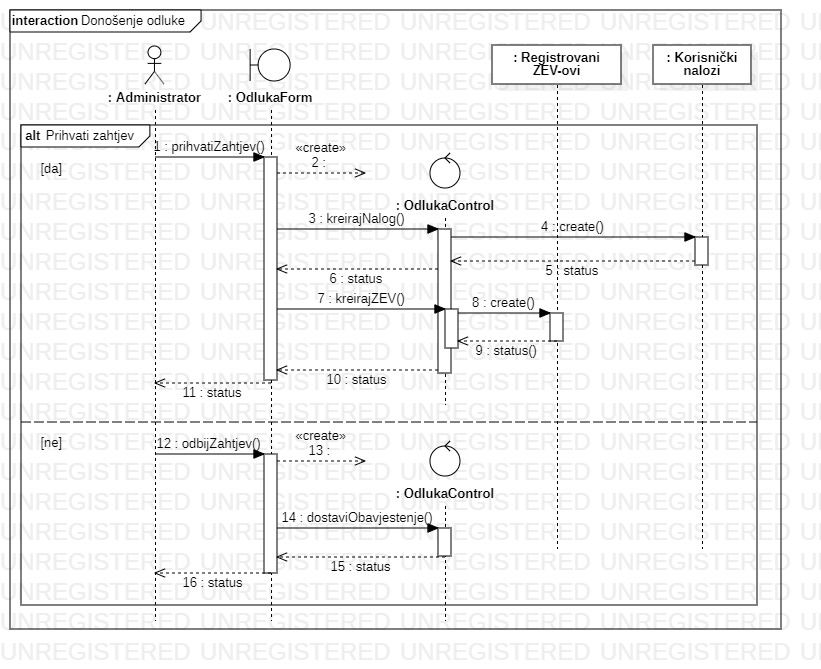 interaction Donošenje odluke
: Administrator
: OdlukaForm
: Registrovani
ZEV-ovi
: Korisnički
nalozi
alt Prihvati zahtjev
[da]
1 : prihvatiZahtjev()
«create»
2 :
: OdlukaControl
3 : kreirajNalog()
4 : create()
5 : status
6 : status
7 : kreirajZEV()
8 : create()
9 : status()
10 : status
11 : status
[ne]
12 : odbijZahtjev()
«create»
13 :
: OdlukaControl
14 : dostaviObavjestenje()
15 : status
16 : status
UNREGISTERED